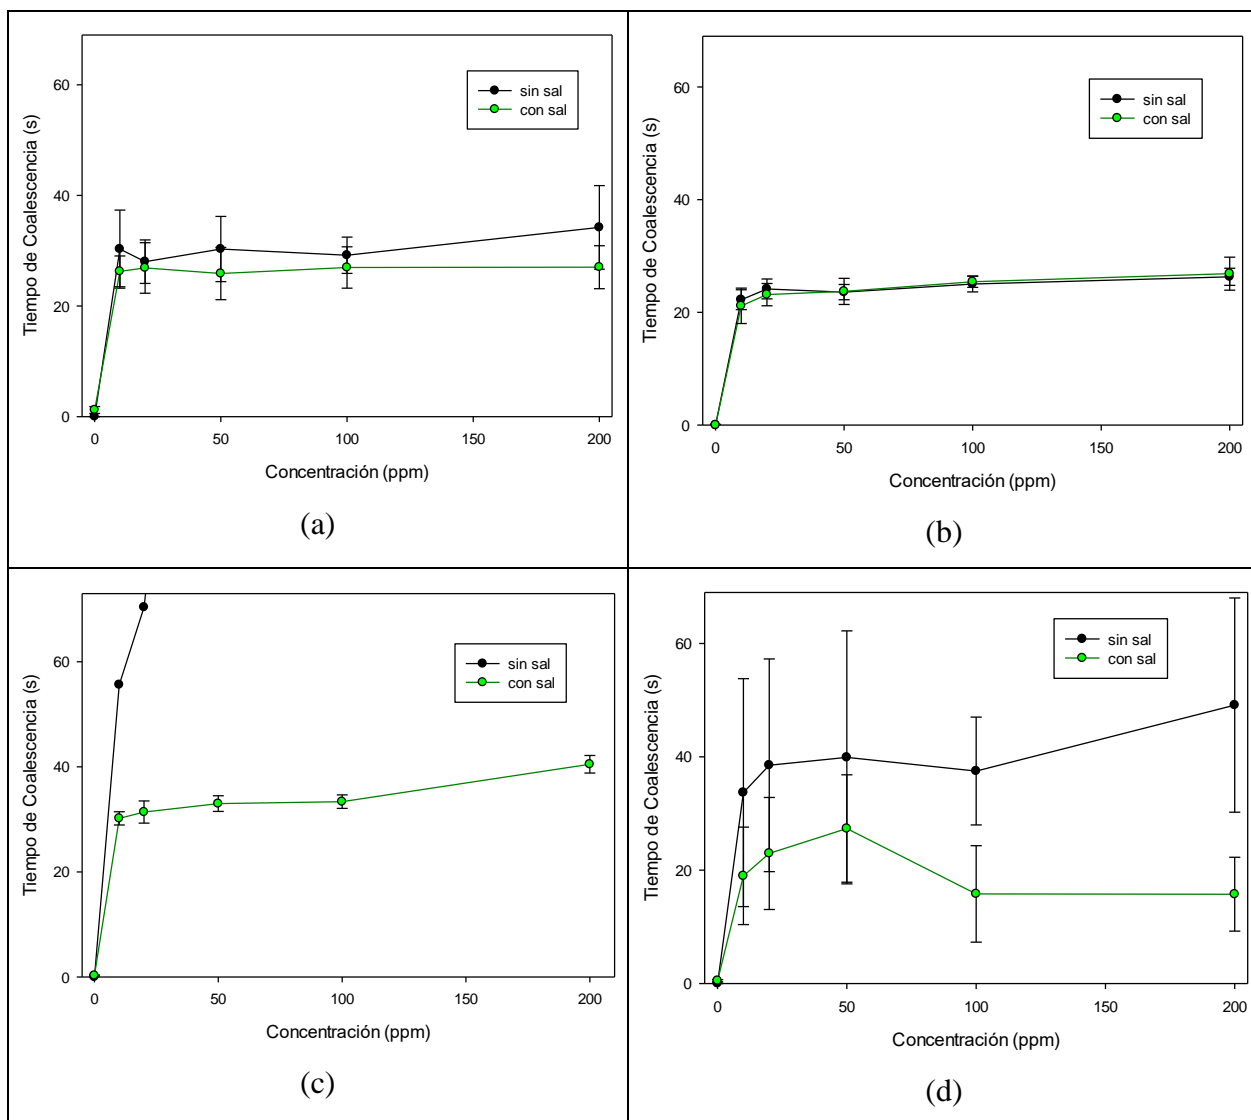 60
40
20
0
Tiempo de Coalescencia (s)
sin sal
con sal
0 50 100 150 200
Concentración (ppm)
(a)
60
40
20
0
Tiempo de Coalescencia (s)
sin sal
con sal
0 50 100 150 200
Concentración (ppm)
(b)
60
40
20
0
Tiempo de Coalescencia (s)
sin sal
con sal
0 50 100 150 200
Concentración (ppm)
(c)
60
40
20
0
Tiempo de Coalescencia (s)
sin sal
con sal
0 50 100 150 200
Concentración (ppm)
(d)